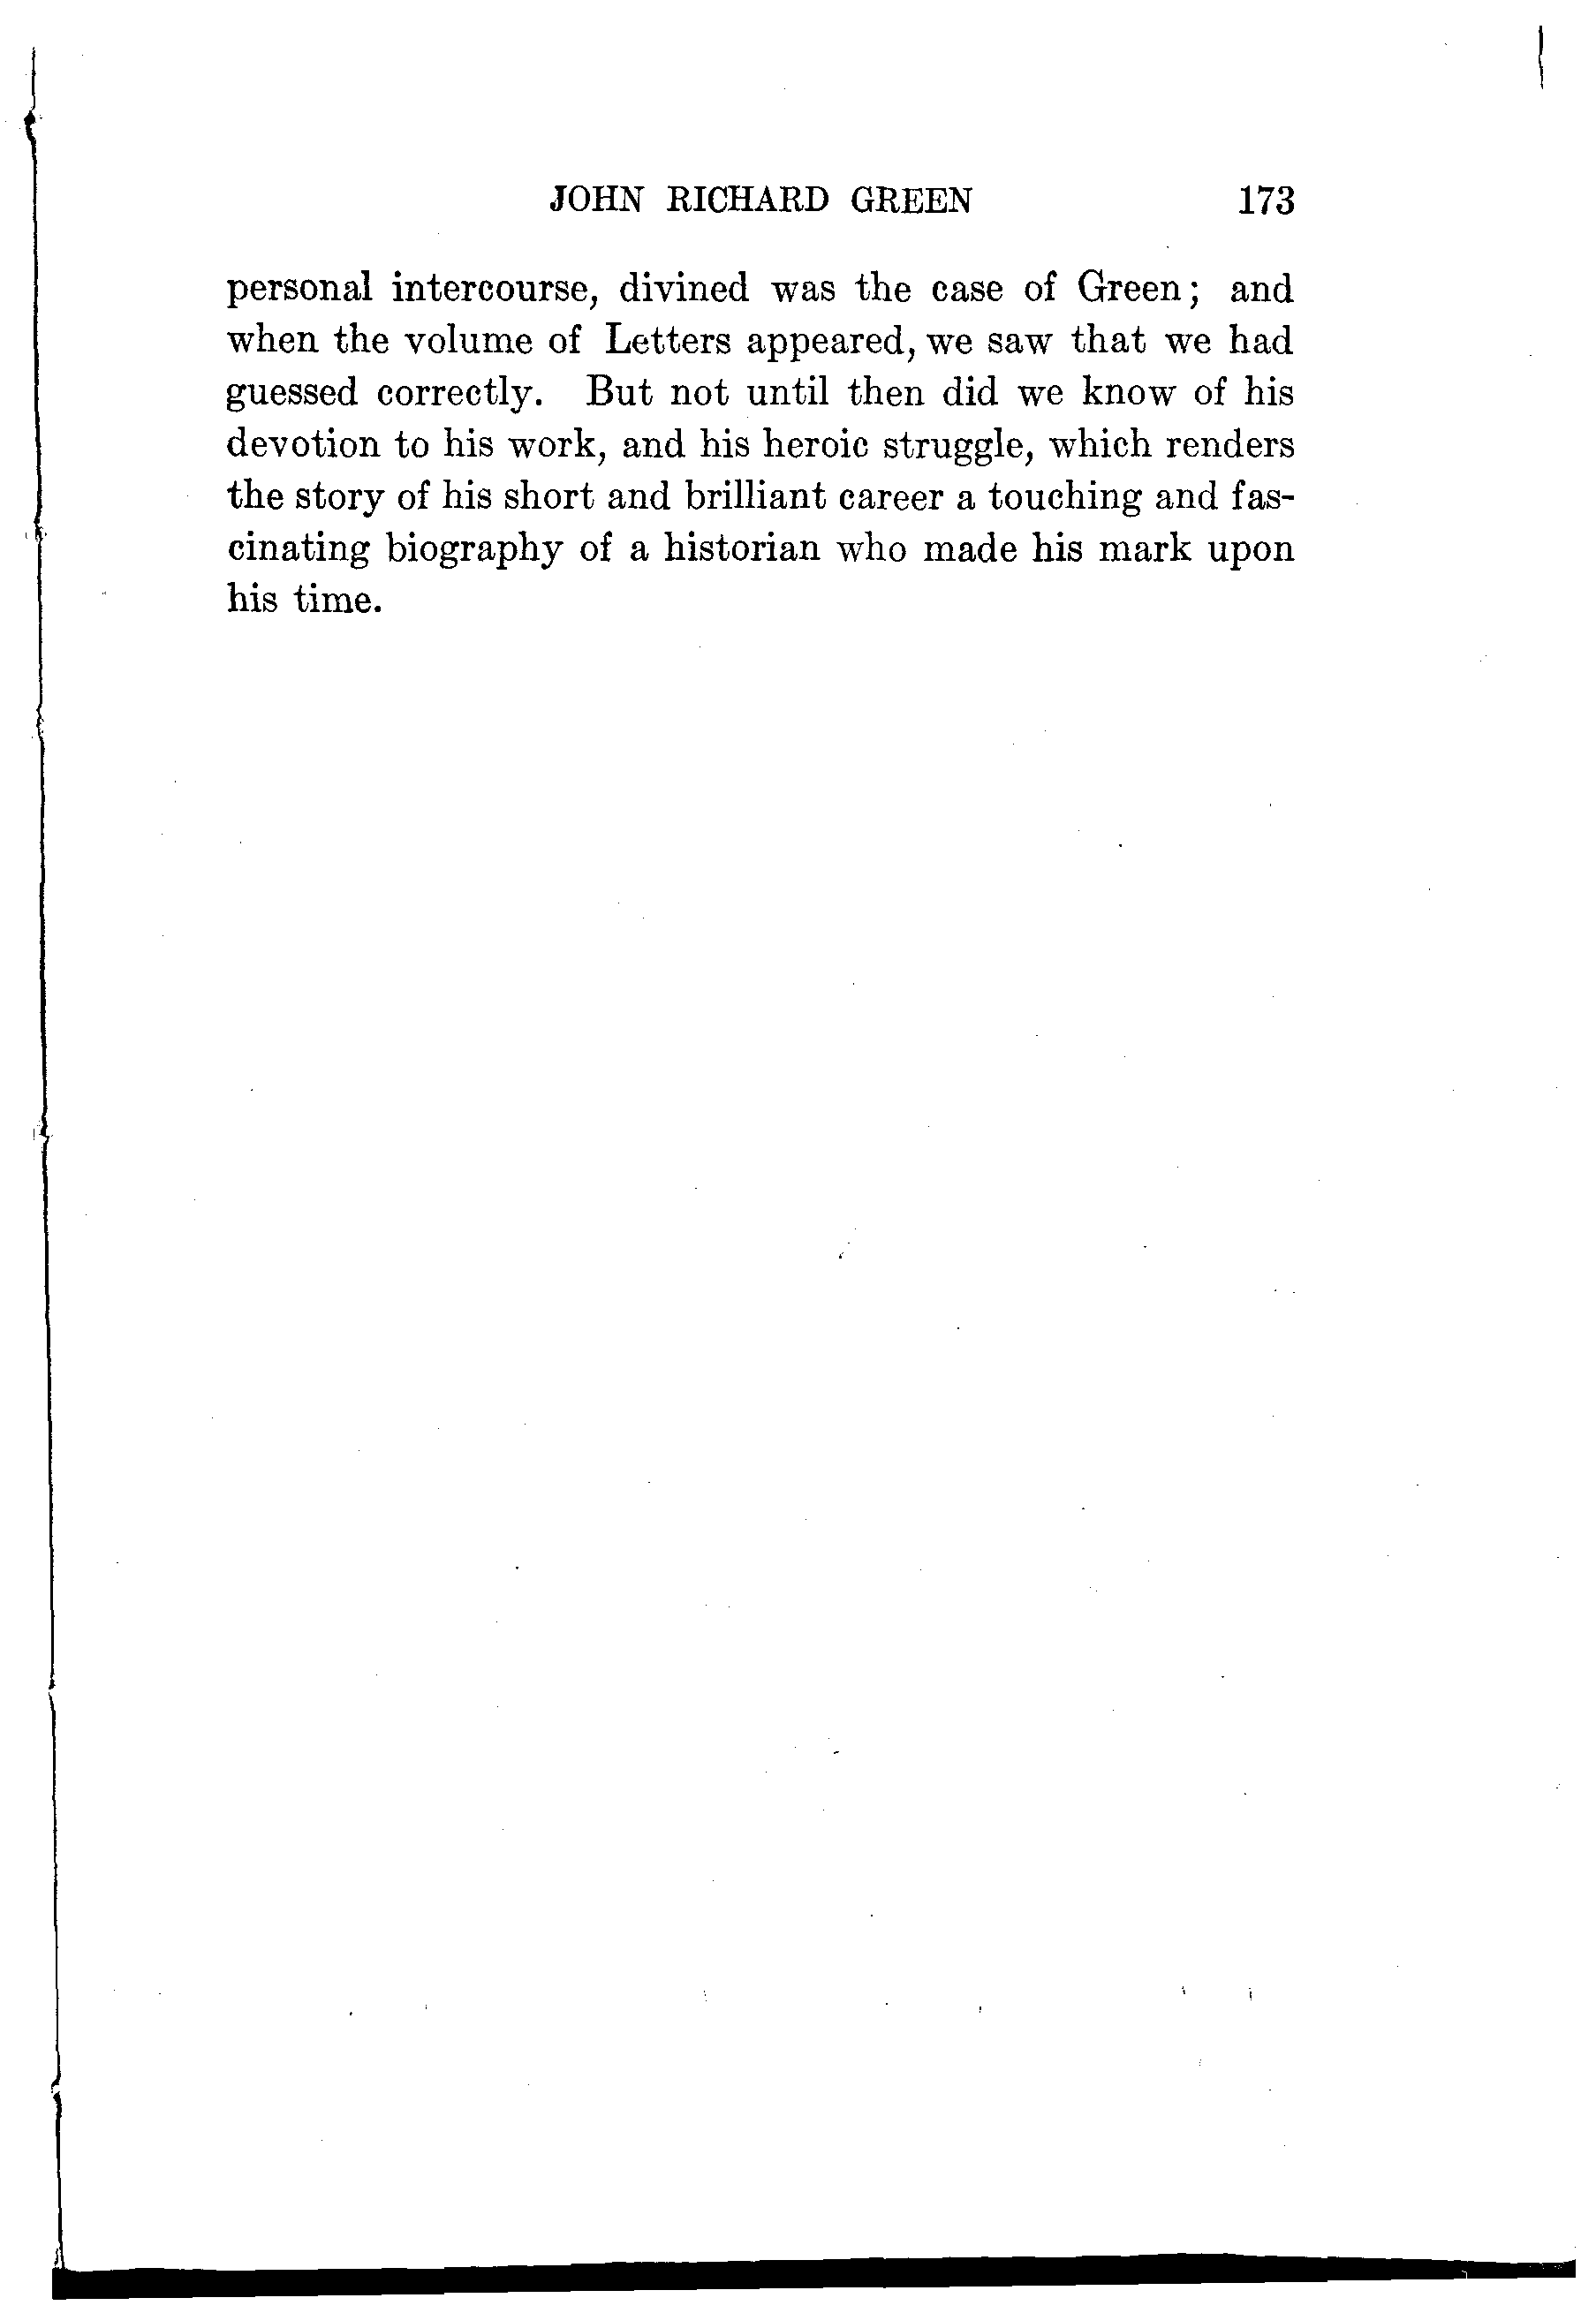 JOHN RICHARD GREEN 173
personal intercourse, divined was the case of Green; and
when the volume of Letters appeared, we saw that we had
guessed correctly. But not until then did we know of his
devotion to his work, and his heroic struggle, which renders
the story of his short and brilliant career a touching and fas-
cinating biography of a historian who made his mark upon
his time.